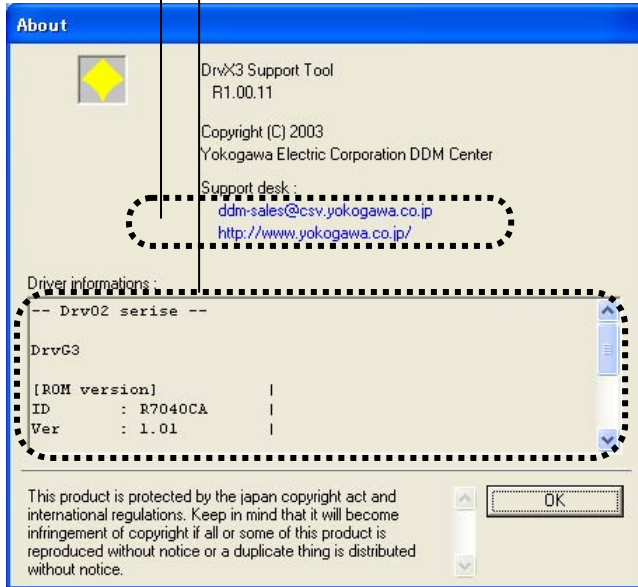 About
DrvX3 Support Tool
R1.00.11
Copyright (C) 2003
Yokogawa Electric Corporation DDM Center
Support desk :
ddm-sales@csv.yokogawa.co.jp
http://www.yokogawa.co.jp/
Driver informations :
-- Drv02 serise --
DrvG3
[ROM version] |
ID : R7040CA |
Ver : 1.01 |
This product is protected by the japan copyright act and
international regulations. Keep in mind that it will become
infringement of copyright if all or some of this product is
reproduced without notice or a duplicate thing is distributed
without notice.
OK